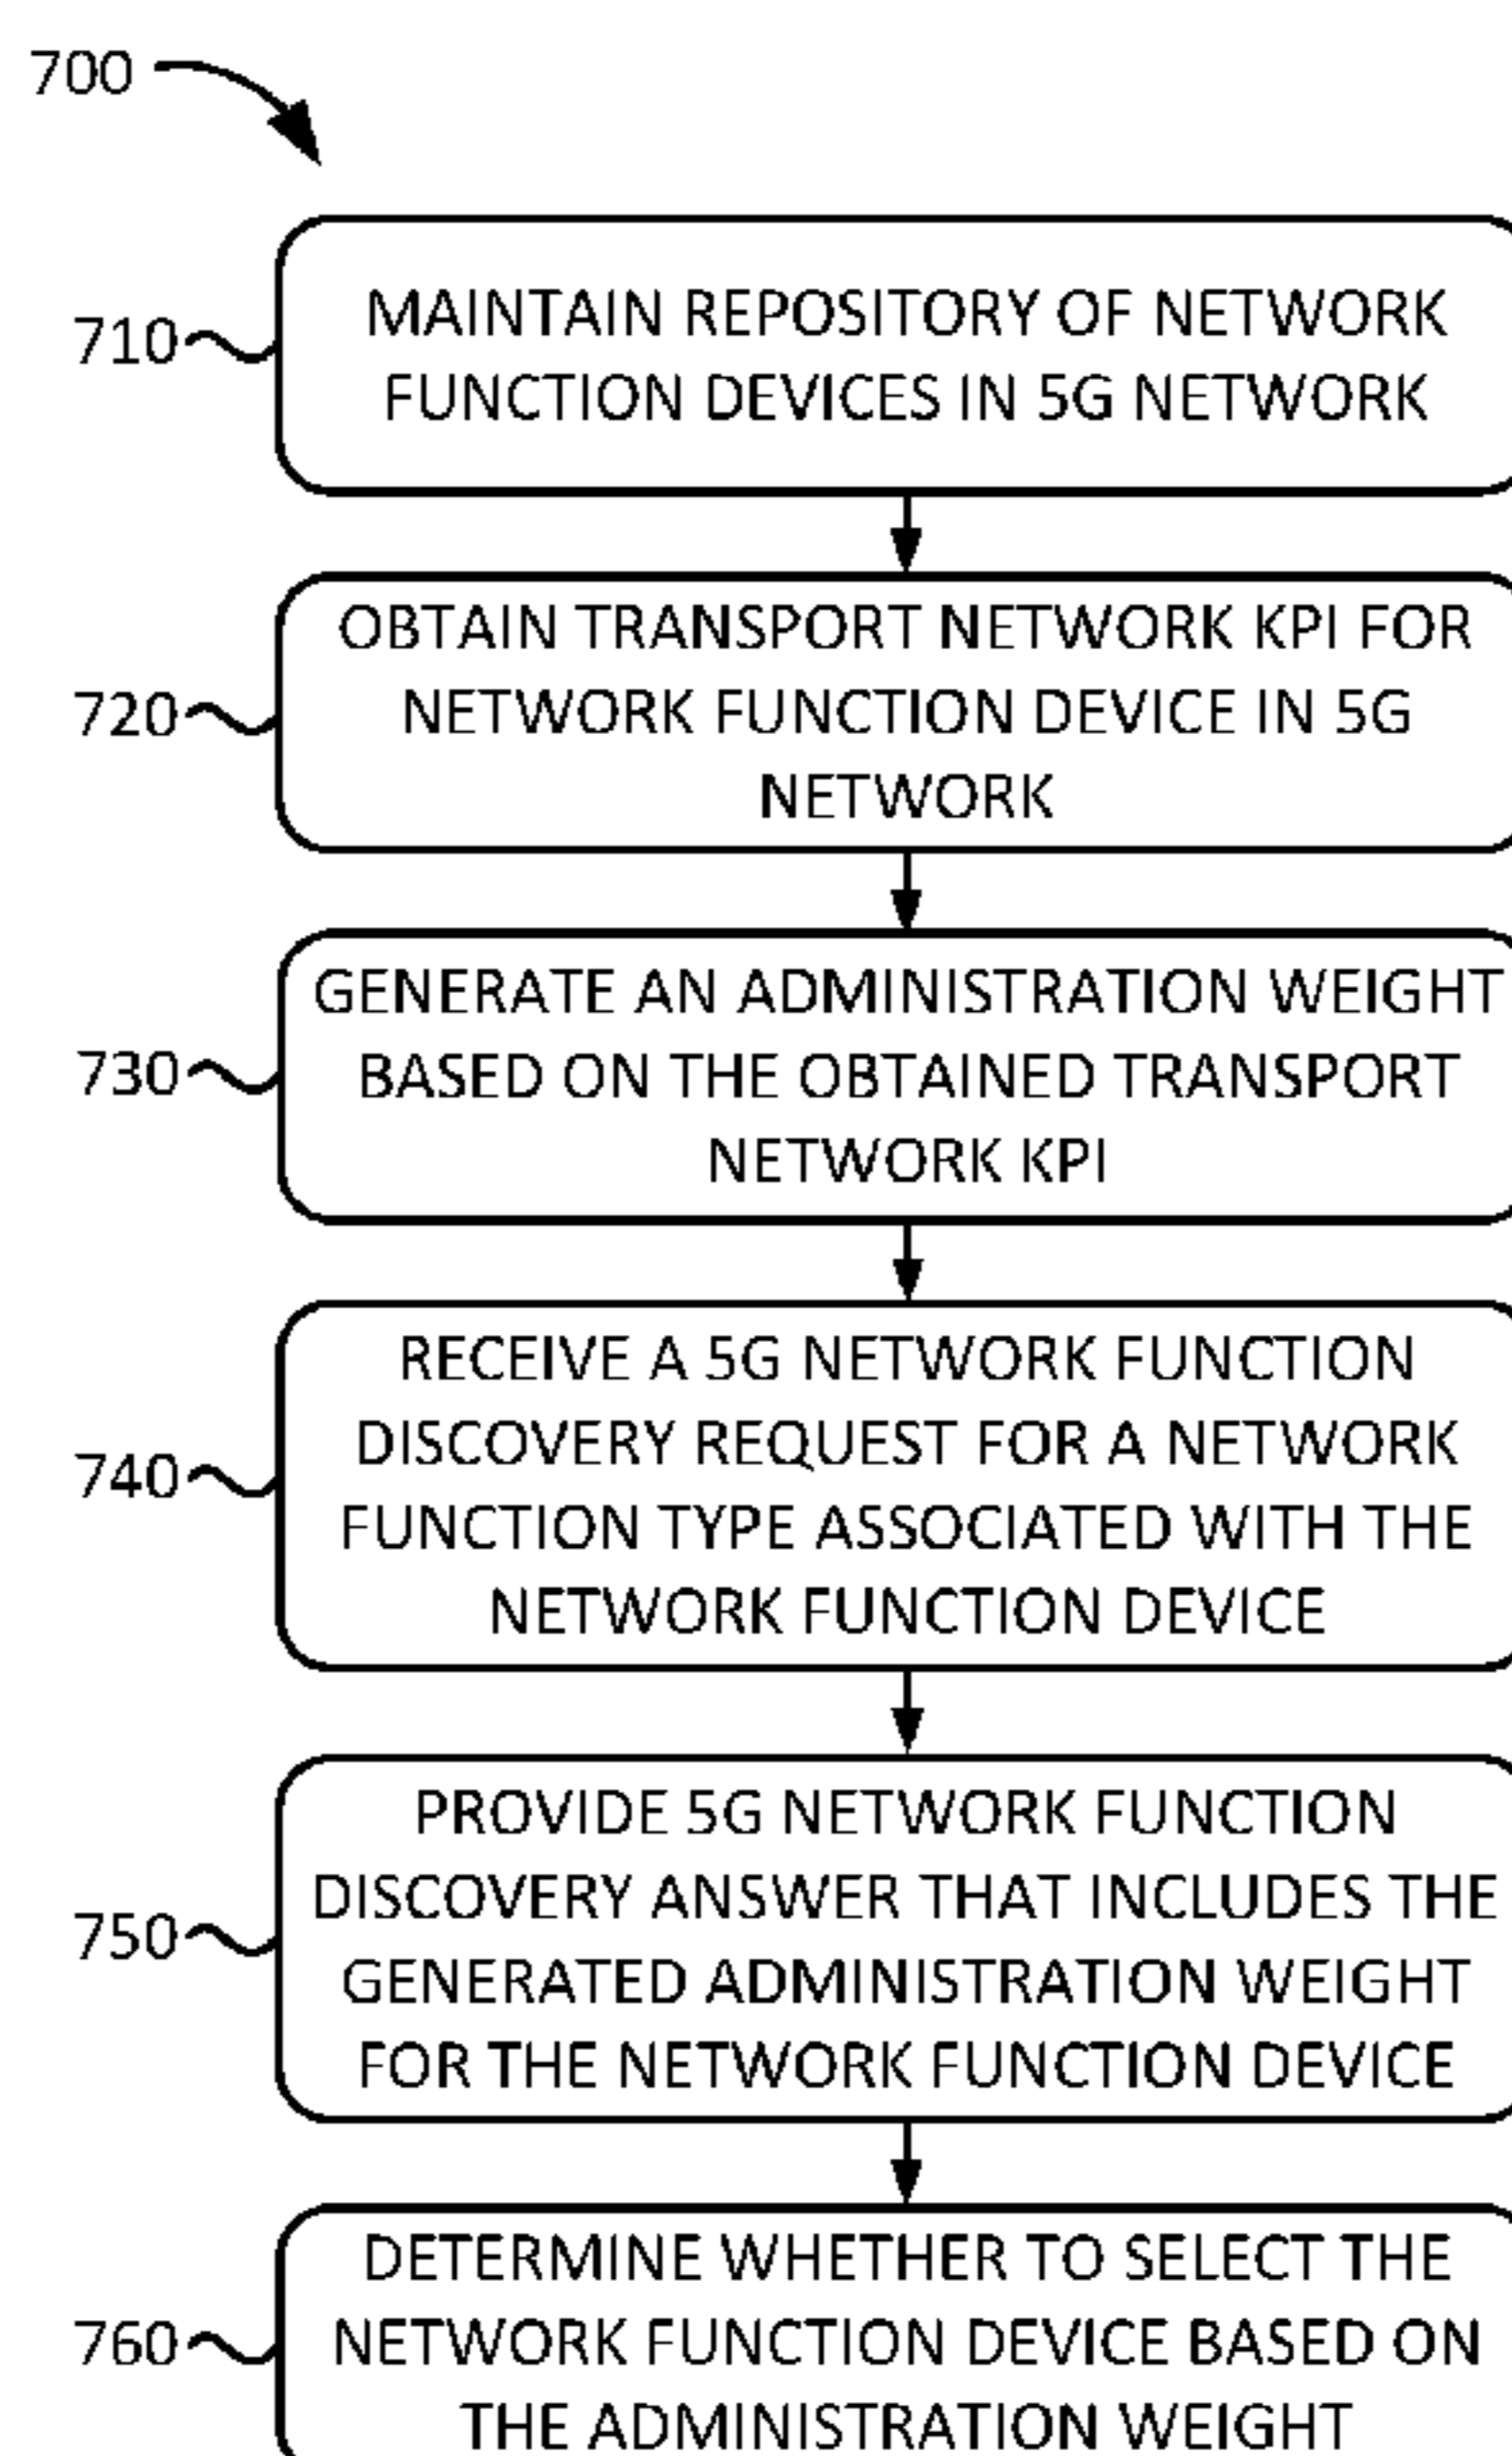 700
710
MAINTAIN REPOSITORY OF NETWORK
FUNCTION DEVICES IN 5G NETWORK
720
OBTAIN TRANSPORT NETWORK KPI FOR
NETWORK FUNCTION DEVICE IN 5G
NETWORK
730
GENERATE AN ADMINISTRATION WEIGHT
BASED ON THE OBTAINED TRANSPORT
NETWORK KPI
740
RECEIVE A 5G NETWORK FUNCTION
DISCOVERY REQUEST FOR A NETWORK
FUNCTION TYPE ASSOCIATED WITH THE
NETWORK FUNCTION DEVICE
750
PROVIDE 5G NETWORK FUNCTION
DISCOVERY ANSWER THAT INCLUDES THE
GENERATED ADMINISTRATION WEIGHT
FOR THE NETWORK FUNCTION DEVICE
760
DETERMINE WHETHER TO SELECT THE
NETWORK FUNCTION DEVICE BASED ON
THE ADMINISTRATION WEIGHT